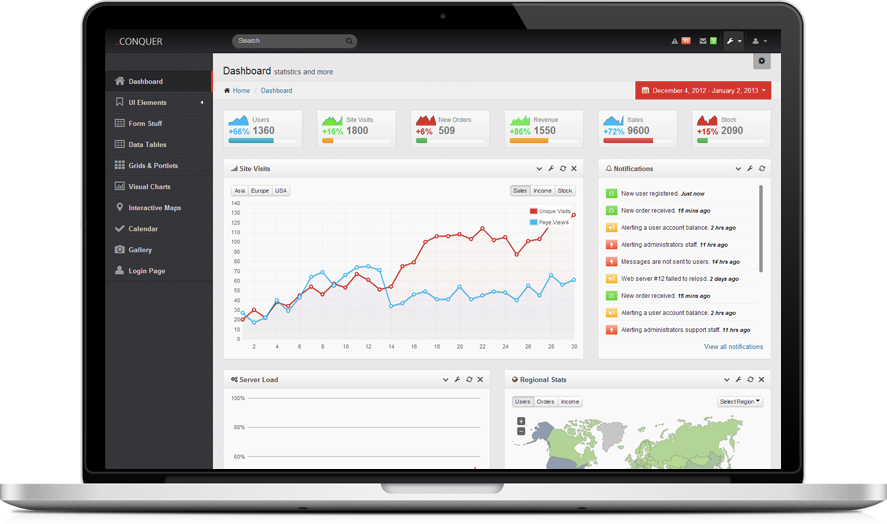 ..CONQUER
Search
Dashboard
UI Elements
Form Stuff
Data Tables
Grids & Portlets
Visual Charts
Interactive Maps
Calendar
Gallery
Login Page
Dashboard statistics and more
Home / Dashboard
December 4, 2012 - January 2, 2013
Users
+66% 1360
Site Visits
+16% 1800
New Orders
+6% 509
Revenue
+86% 1550
Sales
+72% 9600
Stock
+15% 2090
Site Visits
Asia Europe USA
Sales Income Stock
Unique Visits
Page Views
140
130
120
110
100
90
80
70
60
50
40
30
20
10
0
2 4 6 8 10 12 14 16 18 20 22 24 26 28 30
Notifications
New user registered. Just now
New order received. 15 mins ago
Alerting a user account balance. 2 hrs ago
Alerting administrators staff. 11 hrs ago
Messages are not sent to users. 14 hrs ago
Web server #12 failed to relosd. 2 days ago
New order received. 15 mins ago
Alerting a user account balance. 2 hrs ago
Alerting administrators support staff. 11 hrs ago
View all notifications
Server Load
100%
80%
60%
Regional Stats
Users Orders Income
Select Region